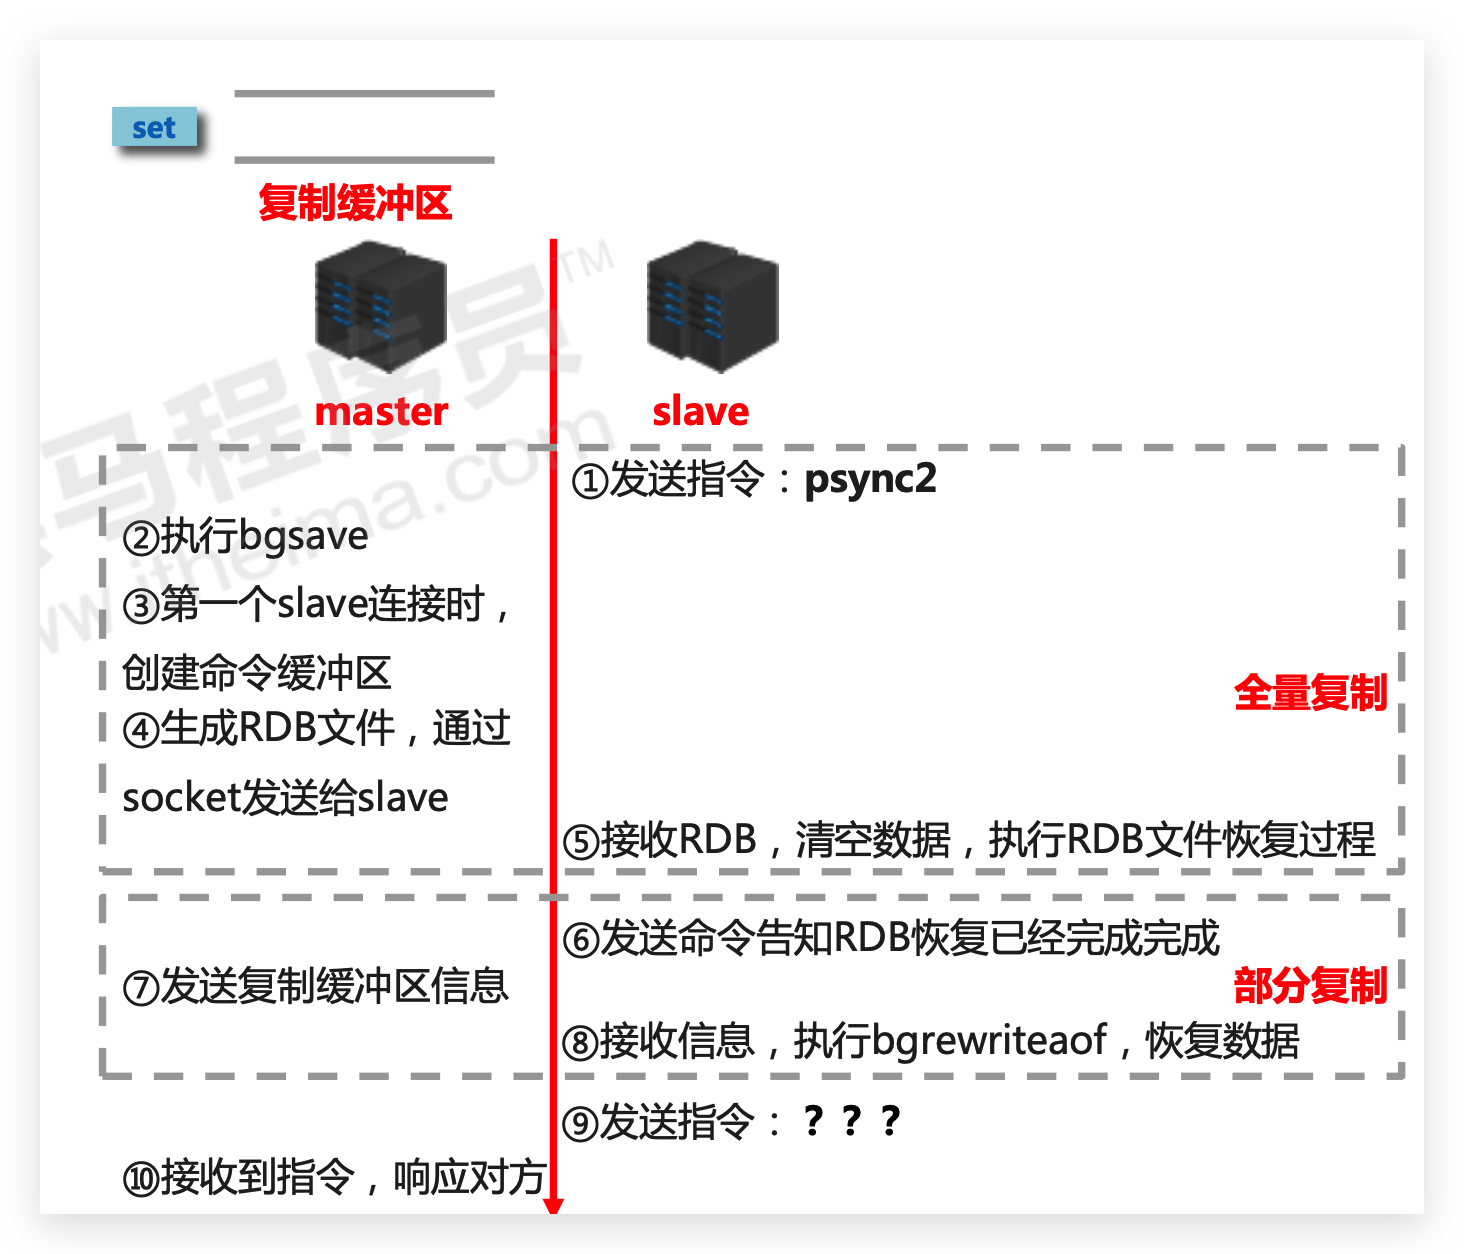 set
复制缓冲区
master
slave
①发送指令：psync2
②执行bgsave
③第一个slave连接时，
创建命令缓冲区
④生成RDB文件，通过
socket发送给slave
全量复制
⑤接收RDB，清空数据，执行RDB文件恢复过程
⑥发送命令告知RDB恢复已经完成完成
⑦发送复制缓冲区信息
部分复制
⑧接收信息，执行bgrewriteaof，恢复数据
⑨发送指令：？？？
⑩接收到指令，响应对方
马程序员™
www.itheima.com